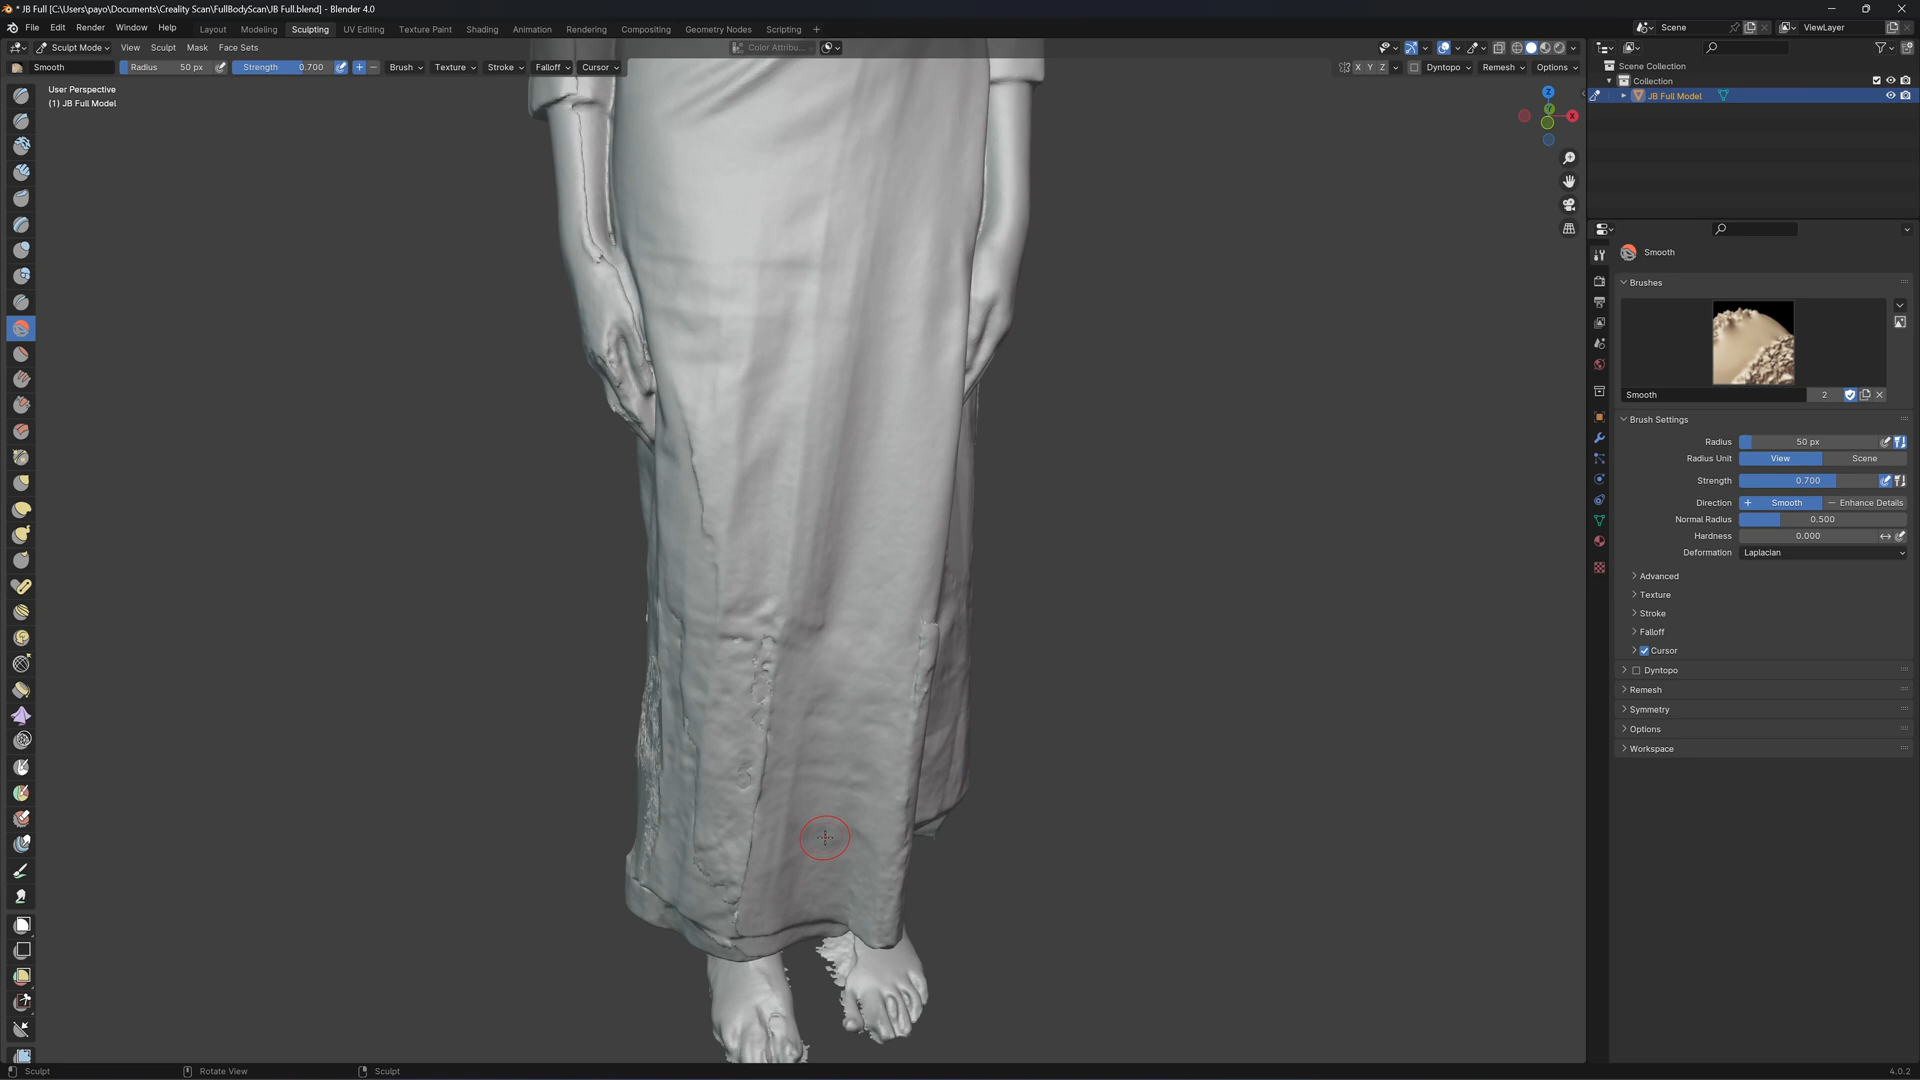 * JB Full [C:\Users\payo\Documents\Creality Scan\FullBodyScan\JB Full.blend] - Blender 4.0
File Edit Render Window Help Layout Modeling Sculpting UV Editing Texture Paint Shading Animation Rendering Compositing Geometry Nodes Scripting + Scene ViewLayer
Sculpt Mode View Sculpt Mask Face Sets Color Attribu...
Smooth Radius 50 px Strength 0.700 + − Brush Texture Stroke Falloff Cursor X Y Z Dyntopo Remesh Options
User Perspective
(1) JB Full Model
Z
Y
X
Scene Collection
Collection
JB Full Model
Smooth
Brushes
Smooth 2
Brush Settings
Radius 50 px
Radius Unit View Scene
Strength 0.700
Direction + Smooth − Enhance Details
Normal Radius 0.500
Hardness 0.000
Deformation Laplacian
Advanced
Texture
Stroke
Falloff
Cursor
Dyntopo
Remesh
Symmetry
Options
Workspace
Sculpt Rotate View Sculpt 4.0.2